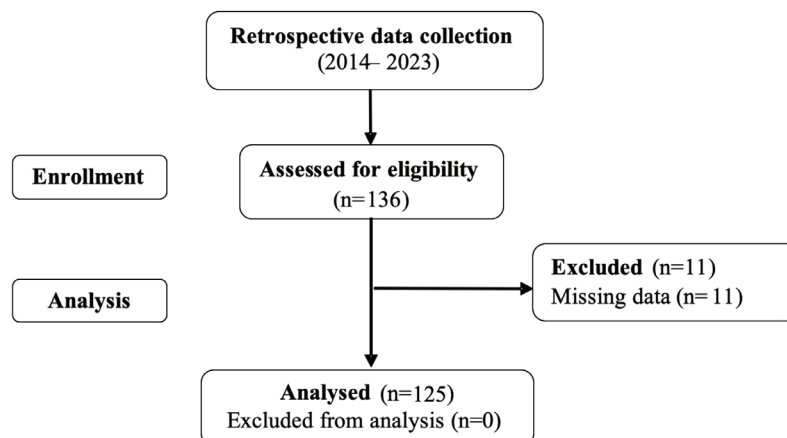 Retrospective data collection
(2014– 2023)
Enrollment
Assessed for eligibility
(n=136)
Excluded (n=11)
Missing data (n= 11)
Analysis
Analysed (n=125)
Excluded from analysis (n=0)